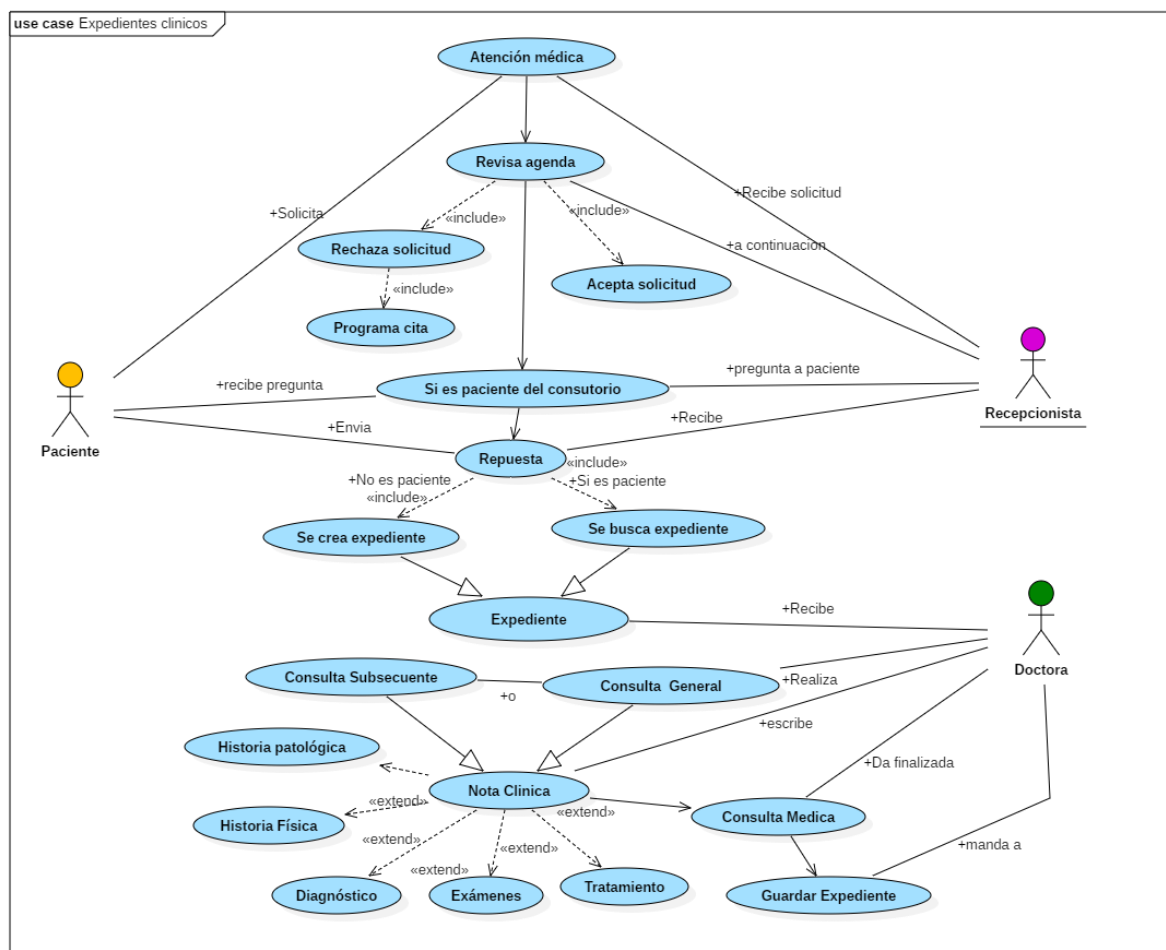 use case Expedientes clinicos
Atención médica
Revisa agenda
+Recibe solicitud
+Solicita
«include»
«include»
+a continuación
Rechaza solicitud
Acepta solicitud
«include»
Programa cita
+recibe pregunta
Si es paciente del consutorio
+pregunta a paciente
Recepcionista
+Envia
+Recibe
Paciente
Repuesta
«include»
+No es paciente
+Si es paciente
«include»
Se crea expediente
Se busca expediente
Expediente
+Recibe
Doctora
Consulta Subsecuente
Consulta General
+Realiza
+o
+escribe
Historia patológica
+Da finalizada
Nota Clinica
«extend»
«extend»
Historia Física
Consulta Medica
«extend»
«extend»
+manda a
«extend»
Diagnóstico
Exámenes
Tratamiento
Guardar Expediente